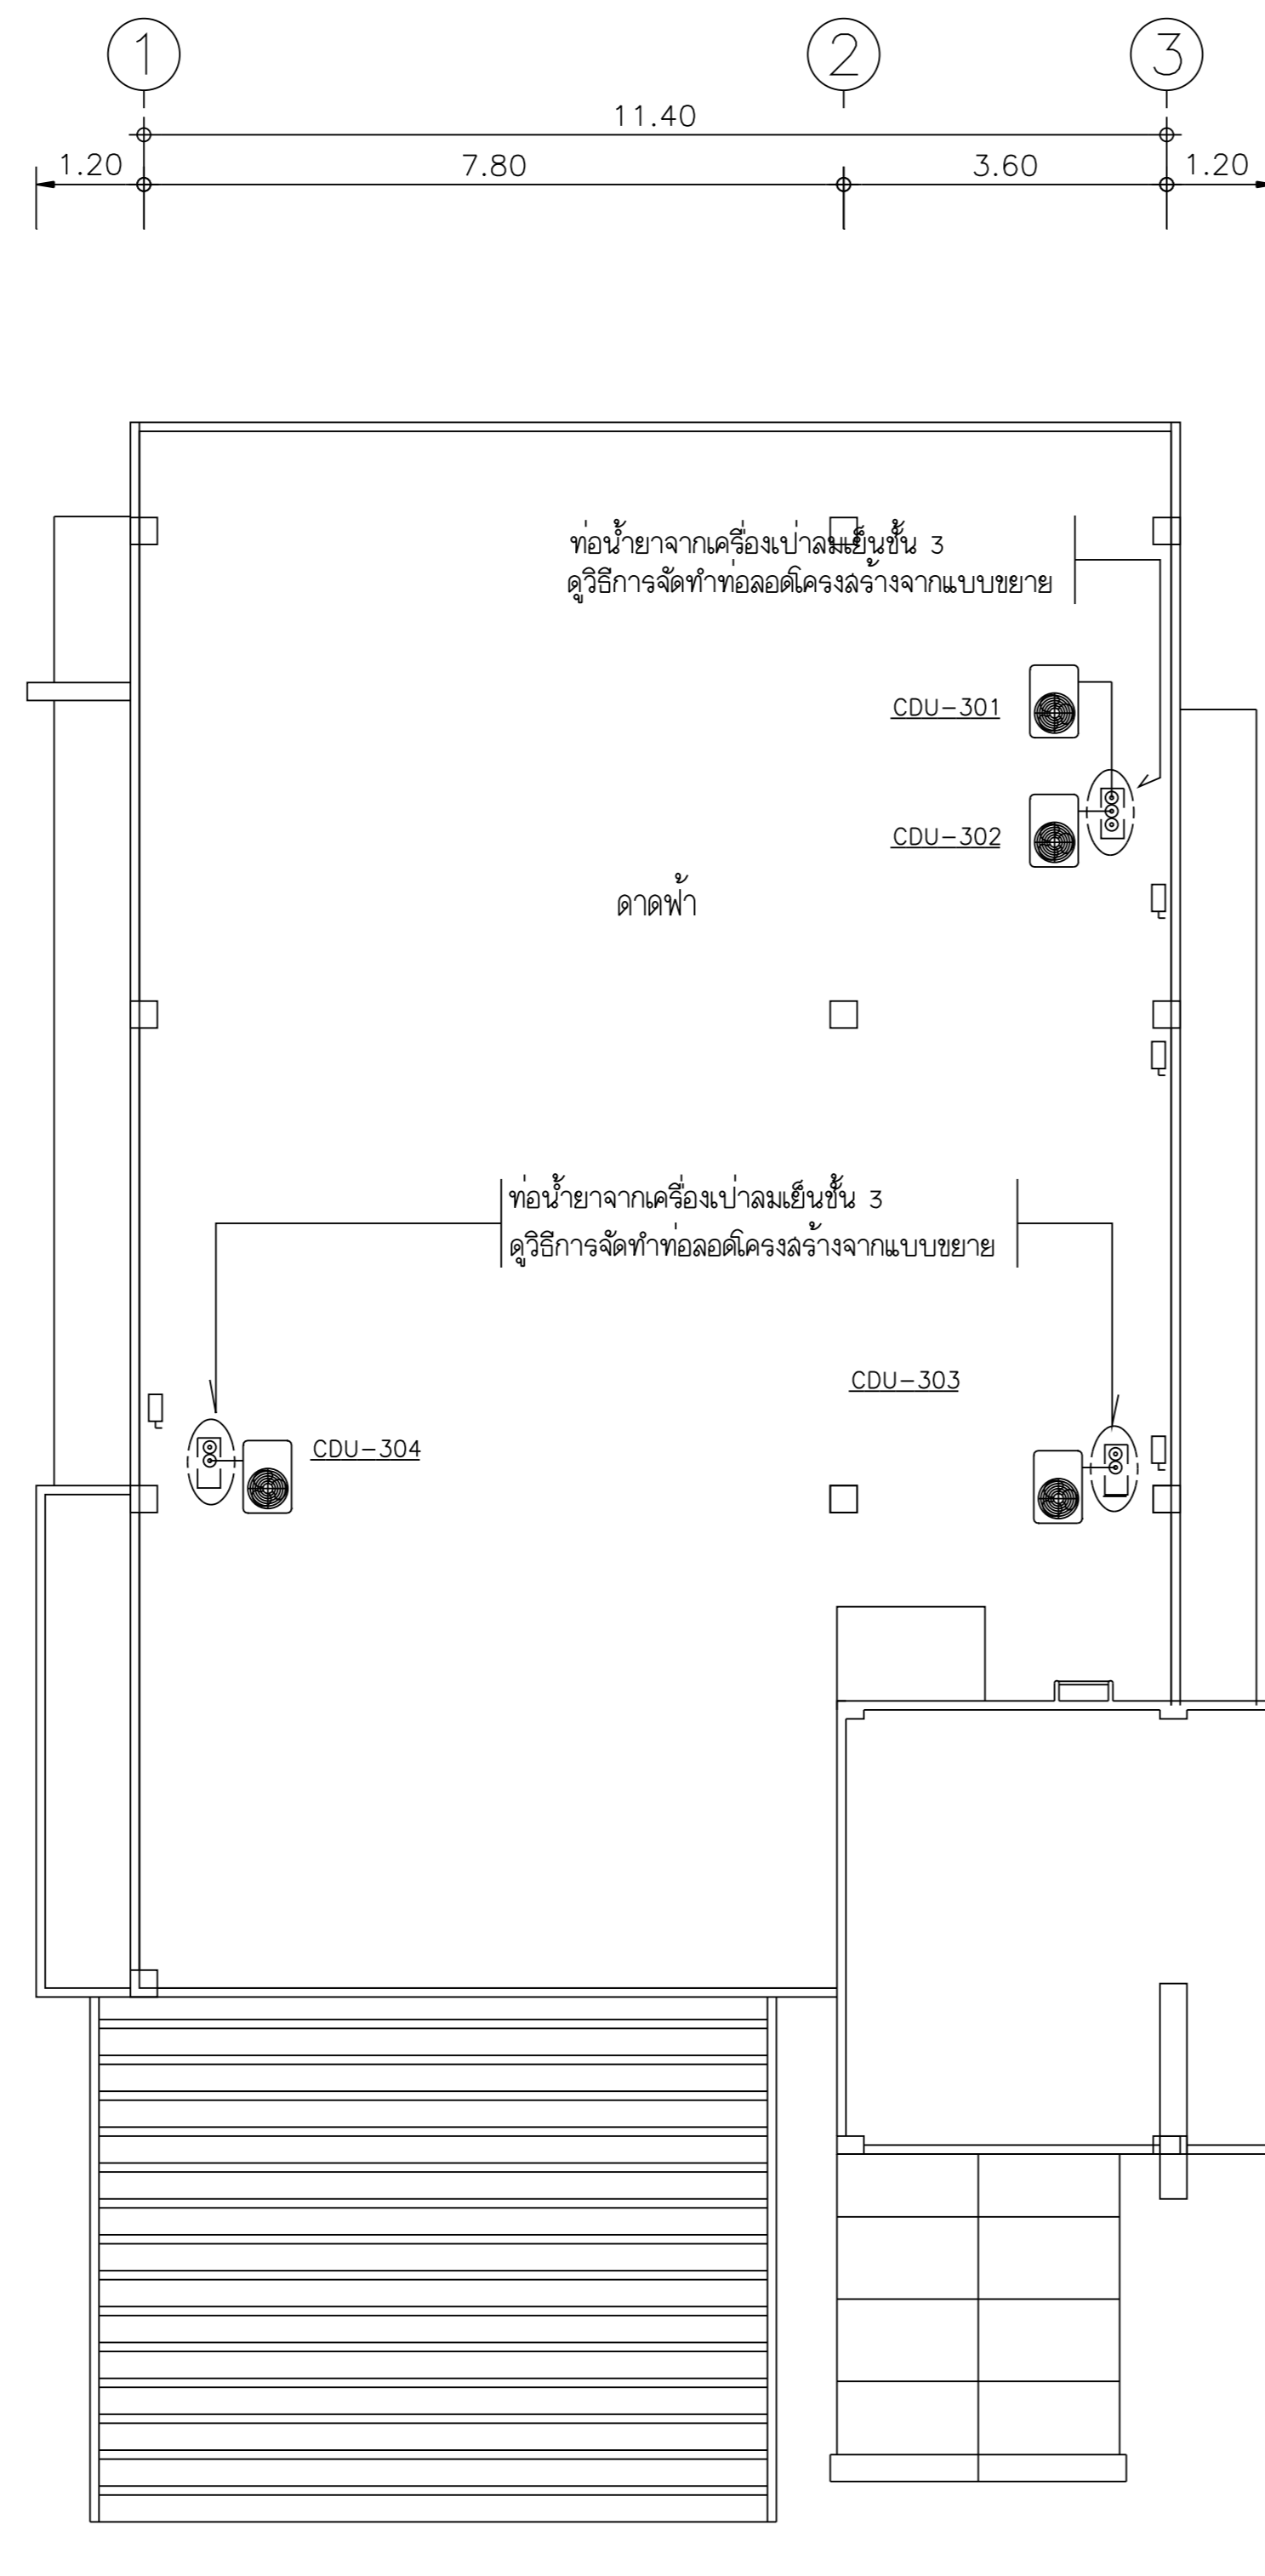 1 2 3
11.40
1.20 7.80 3.60 1.20
ท่อน้ำยาจากเครื่องเป่าลมเย็นชั้น 3
ดูวิธีการจัดทำท่อลอดโครงสร้างจากแบบขยาย
CDU-301
CDU-302
ดาดฟ้า
ท่อน้ำยาจากเครื่องเป่าลมเย็นชั้น 3
ดูวิธีการจัดทำท่อลอดโครงสร้างจากแบบขยาย
CDU-303
CDU-304